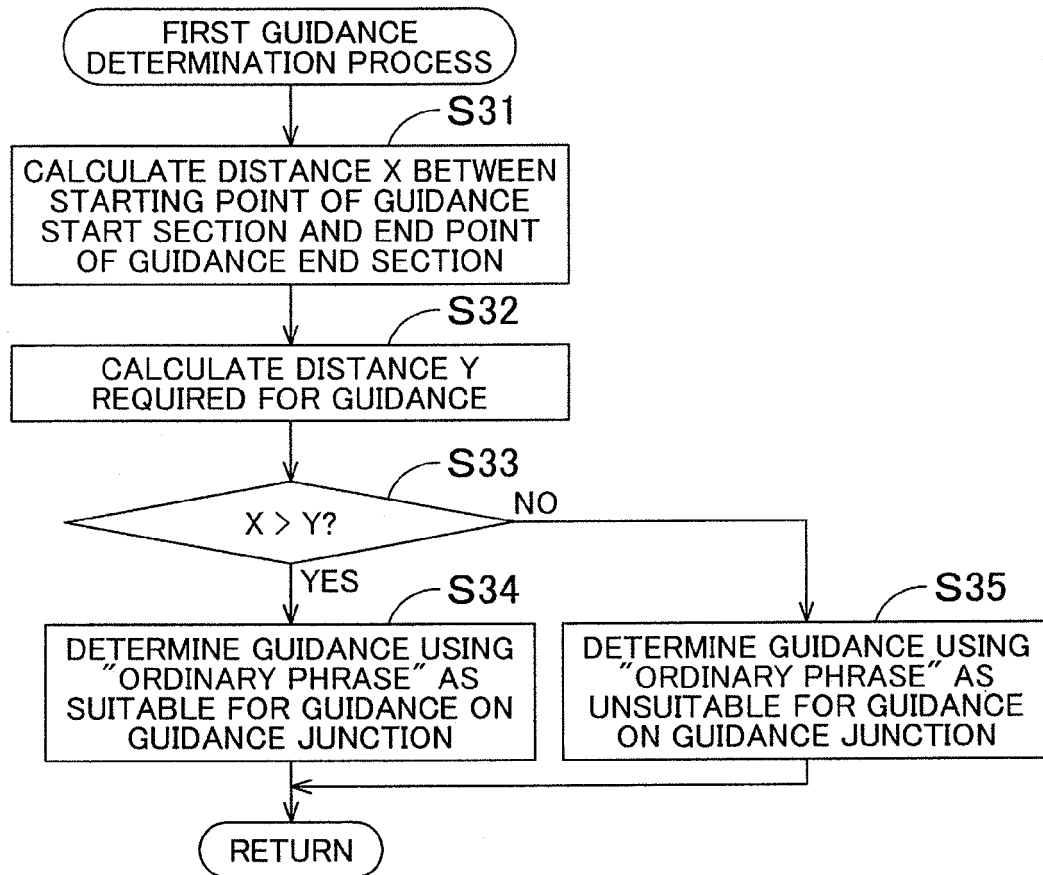 FIRST GUIDANCE
DETERMINATION PROCESS
S31
CALCULATE DISTANCE X BETWEEN
STARTING POINT OF GUIDANCE
START SECTION AND END POINT
OF GUIDANCE END SECTION
S32
CALCULATE DISTANCE Y
REQUIRED FOR GUIDANCE
S33
X > Y?
NO
YES
S34
DETERMINE GUIDANCE USING
"ORDINARY PHRASE" AS
SUITABLE FOR GUIDANCE ON
GUIDANCE JUNCTION
S35
DETERMINE GUIDANCE USING
"ORDINARY PHRASE" AS
UNSUITABLE FOR GUIDANCE
ON GUIDANCE JUNCTION
RETURN